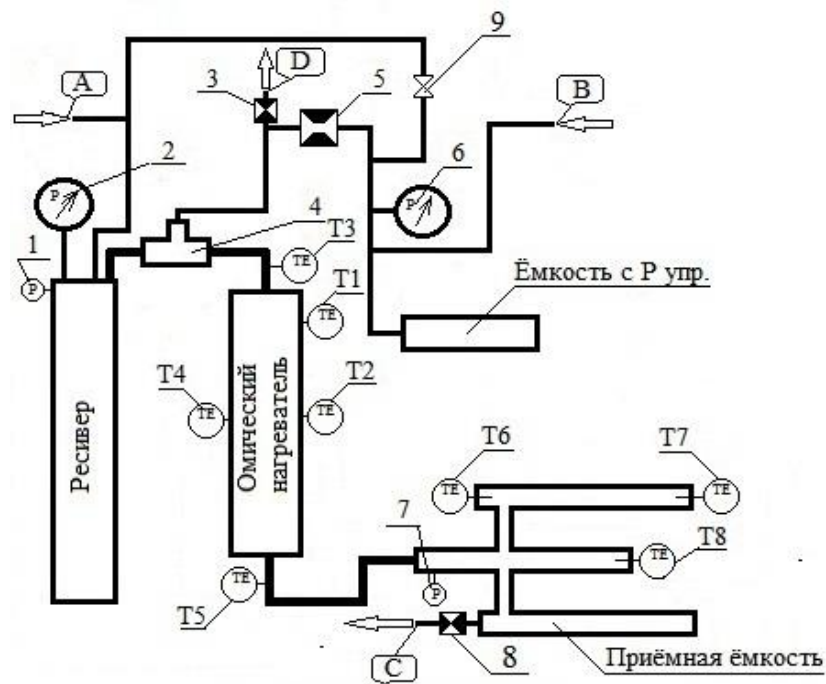 9
D
3
5
A
B
2
6
P
P
4
T3
1
TE
P
T1
Ёмкость с Р упр.
TE
T4
T2
TE
TE
Ресивер
Омический
нагреватель
T6
T7
TE
TE
7
T8
TE
TE
P
T5
C
8
Приёмная ёмкость